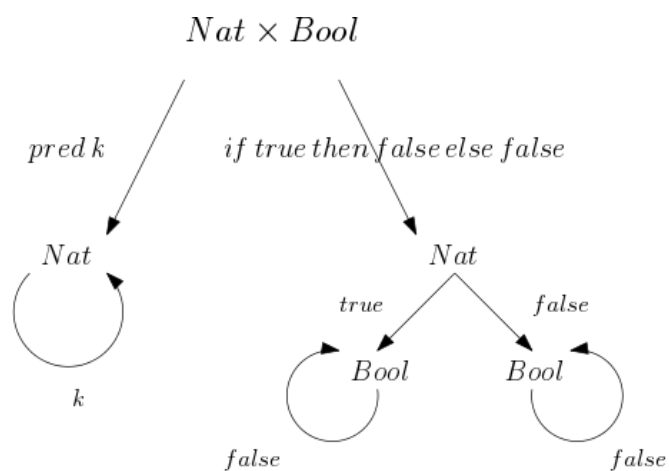 Nat × Bool
pred k
if true then false else false
Nat
Nat
true
false
Bool
Bool
k
false
false